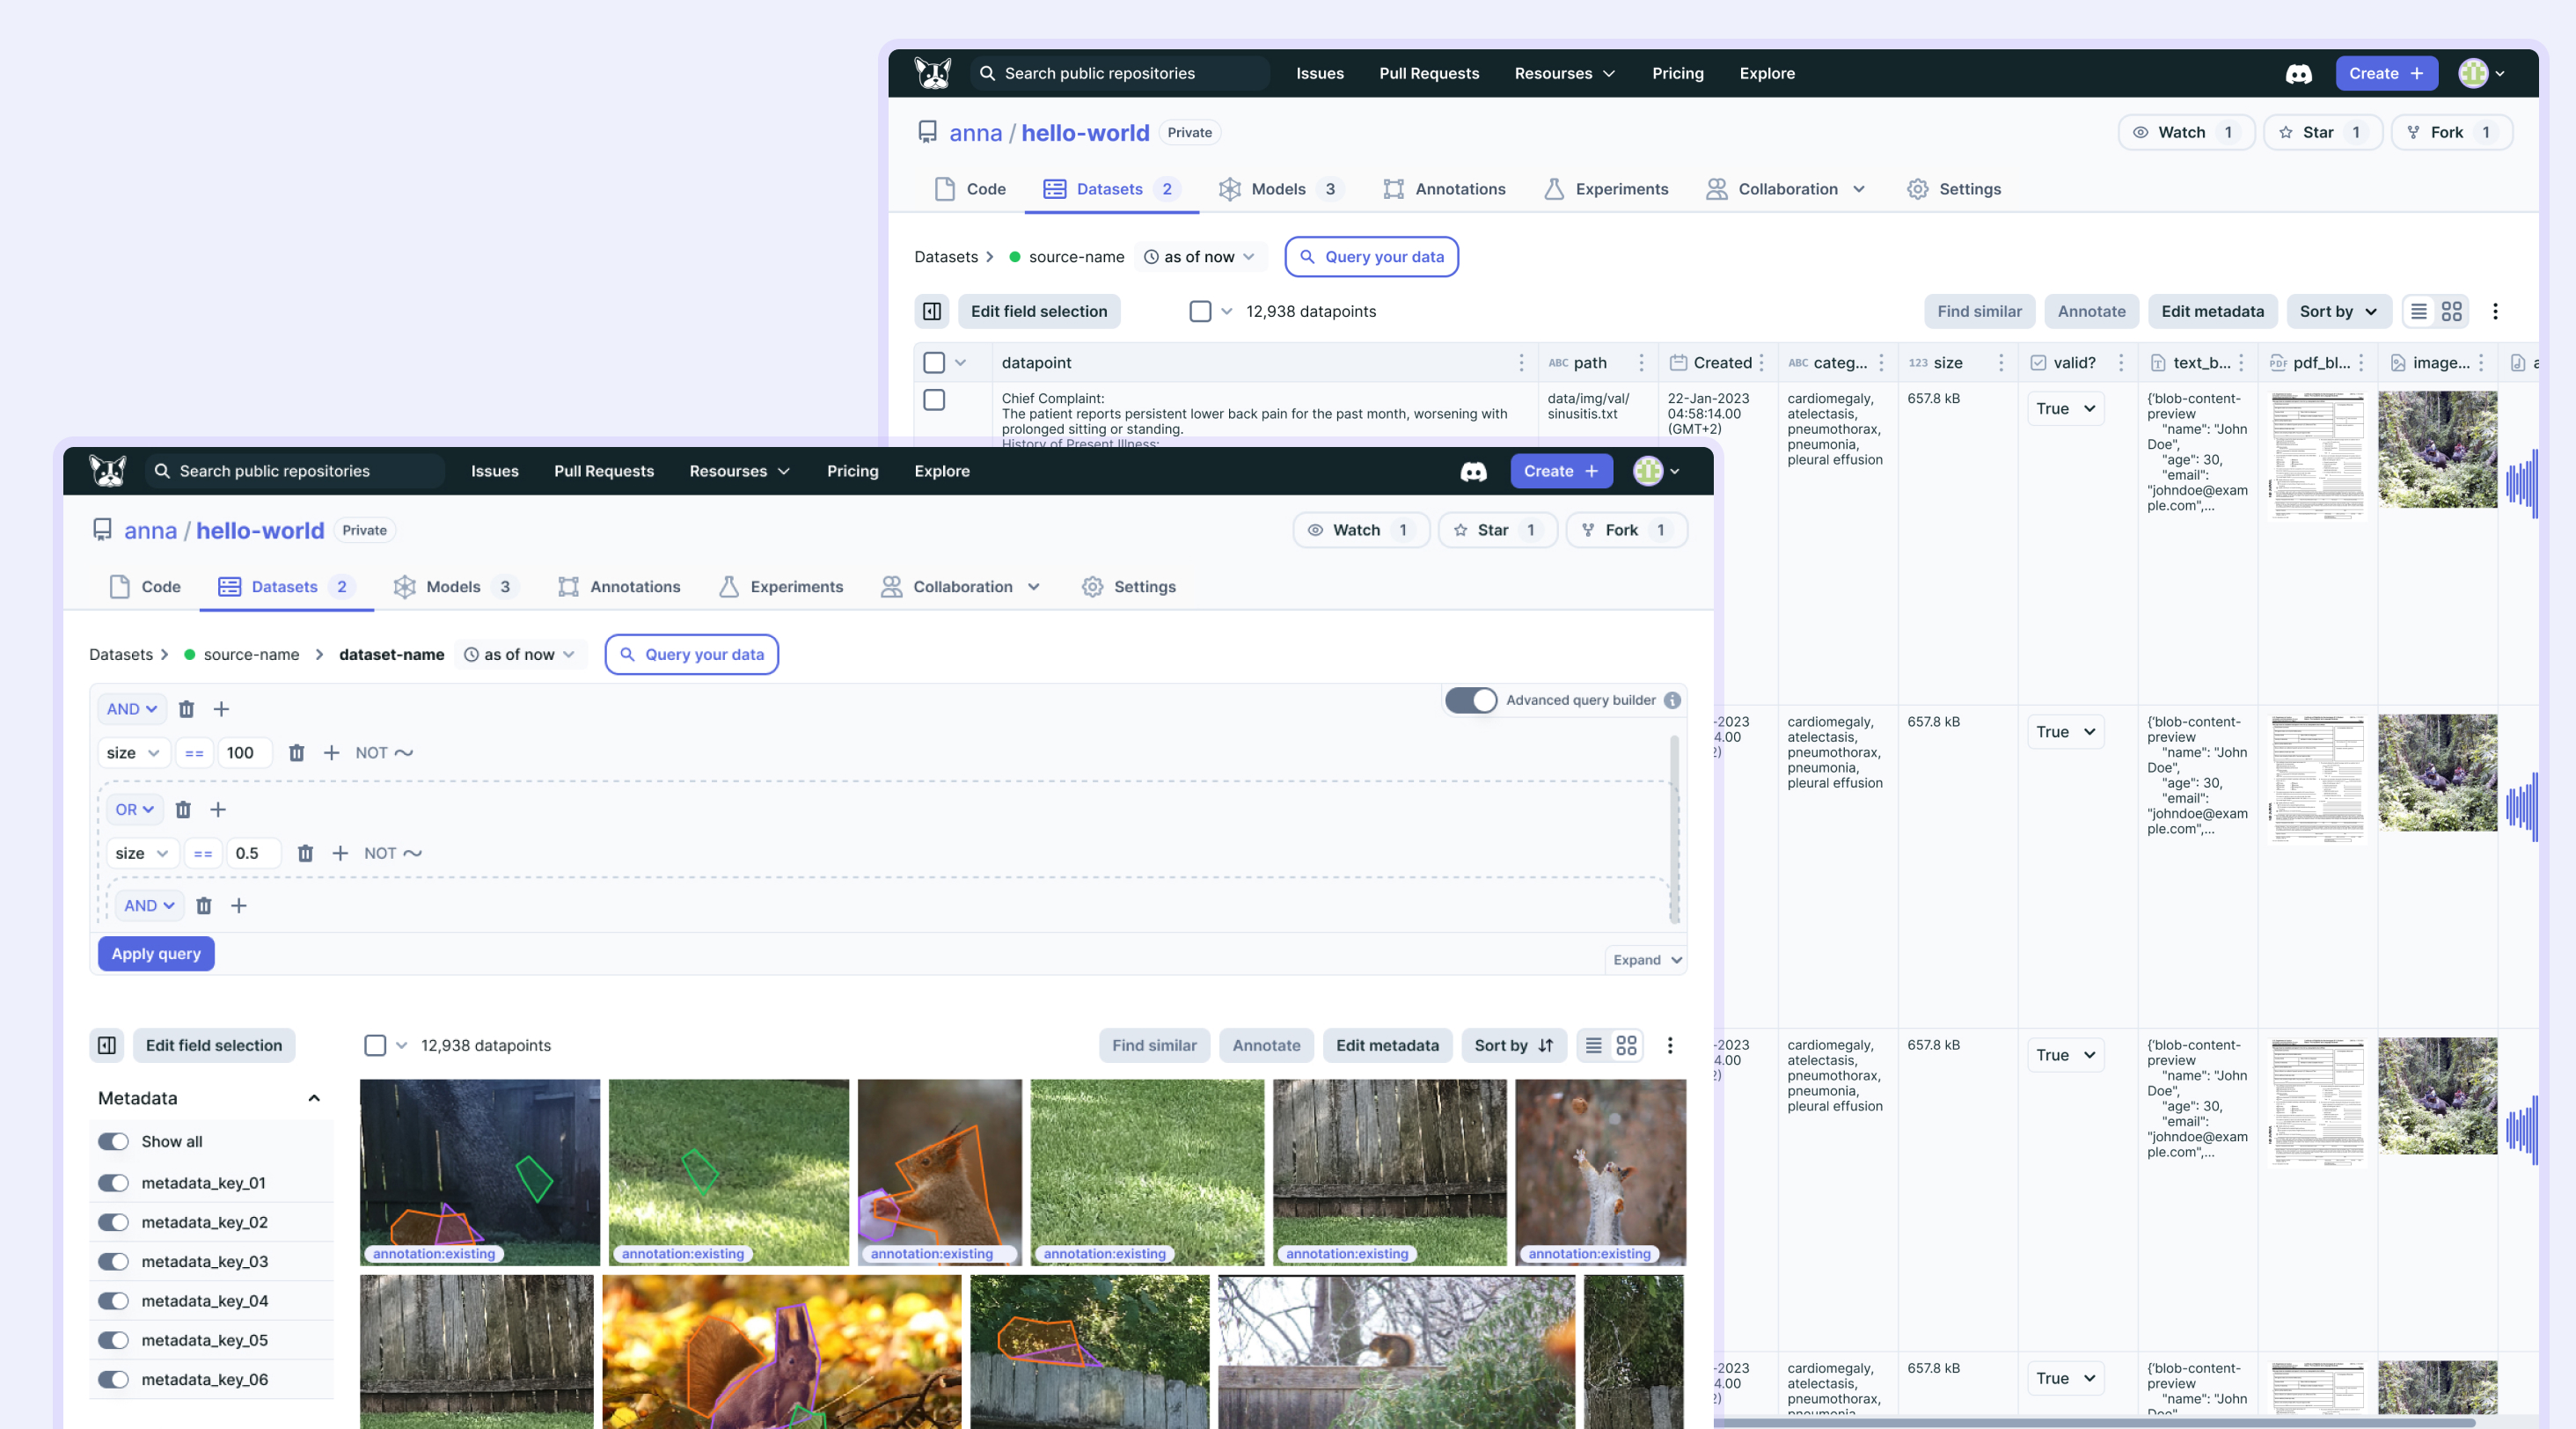 Search public repositories
Issues
Pull Requests
Resourses
Pricing
Explore
Create +
anna / hello-world
Private
Watch 1
Star 1
Fork 1
Code
Datasets 2
Models 3
Annotations
Experiments
Collaboration
Settings
Datasets > source-name
as of now
Query your data
Edit field selection
12,938 datapoints
Find similar
Annotate
Edit metadata
Sort by
datapoint
ABC path
Created
ABC categ...
123 size
valid?
text_b...
PDF pdf_bl...
image...
a
Chief Complaint:
The patient reports persistent lower back pain for the past month, worsening with
prolonged sitting or standing.
History of Present Illness:
data/img/val/
sinusitis.txt
22-Jan-2023
04:58:14.00
(GMT+2)
cardiomegaly,
atelectasis,
pneumothorax,
pneumonia,
pleural effusion
657.8 kB
True
{'blob-content-
preview
"name": "John
Doe",
"age": 30,
"email":
"johndoe@exam
ple.com",...
-2023
4.00
2)
cardiomegaly,
atelectasis,
pneumothorax,
pneumonia,
pleural effusion
657.8 kB
True
{'blob-content-
preview
"name": "John
Doe",
"age": 30,
"email":
"johndoe@exam
ple.com",...
-2023
4.00
2)
cardiomegaly,
atelectasis,
pneumothorax,
pneumonia,
pleural effusion
657.8 kB
True
{'blob-content-
preview
"name": "John
Doe",
"age": 30,
"email":
"johndoe@exam
ple.com",...
-2023
4.00
2)
cardiomegaly,
atelectasis,
pneumothorax,
pneumonia
657.8 kB
True
{'blob-content-
preview
"name": "John
Doe"
Search public repositories
Issues
Pull Requests
Resourses
Pricing
Explore
Create +
anna / hello-world
Private
Watch 1
Star 1
Fork 1
Code
Datasets 2
Models 3
Annotations
Experiments
Collaboration
Settings
Datasets > source-name > dataset-name
as of now
Query your data
AND
Advanced query builder
size == 100 NOT
OR
size == 0.5 NOT
AND
Apply query
Expand
Edit field selection
12,938 datapoints
Find similar
Annotate
Edit metadata
Sort by
Metadata
Show all
metadata_key_01
metadata_key_02
metadata_key_03
metadata_key_04
metadata_key_05
metadata_key_06
annotation:existing
annotation:existing
annotation:existing
annotation:existing
annotation:existing
annotation:existing